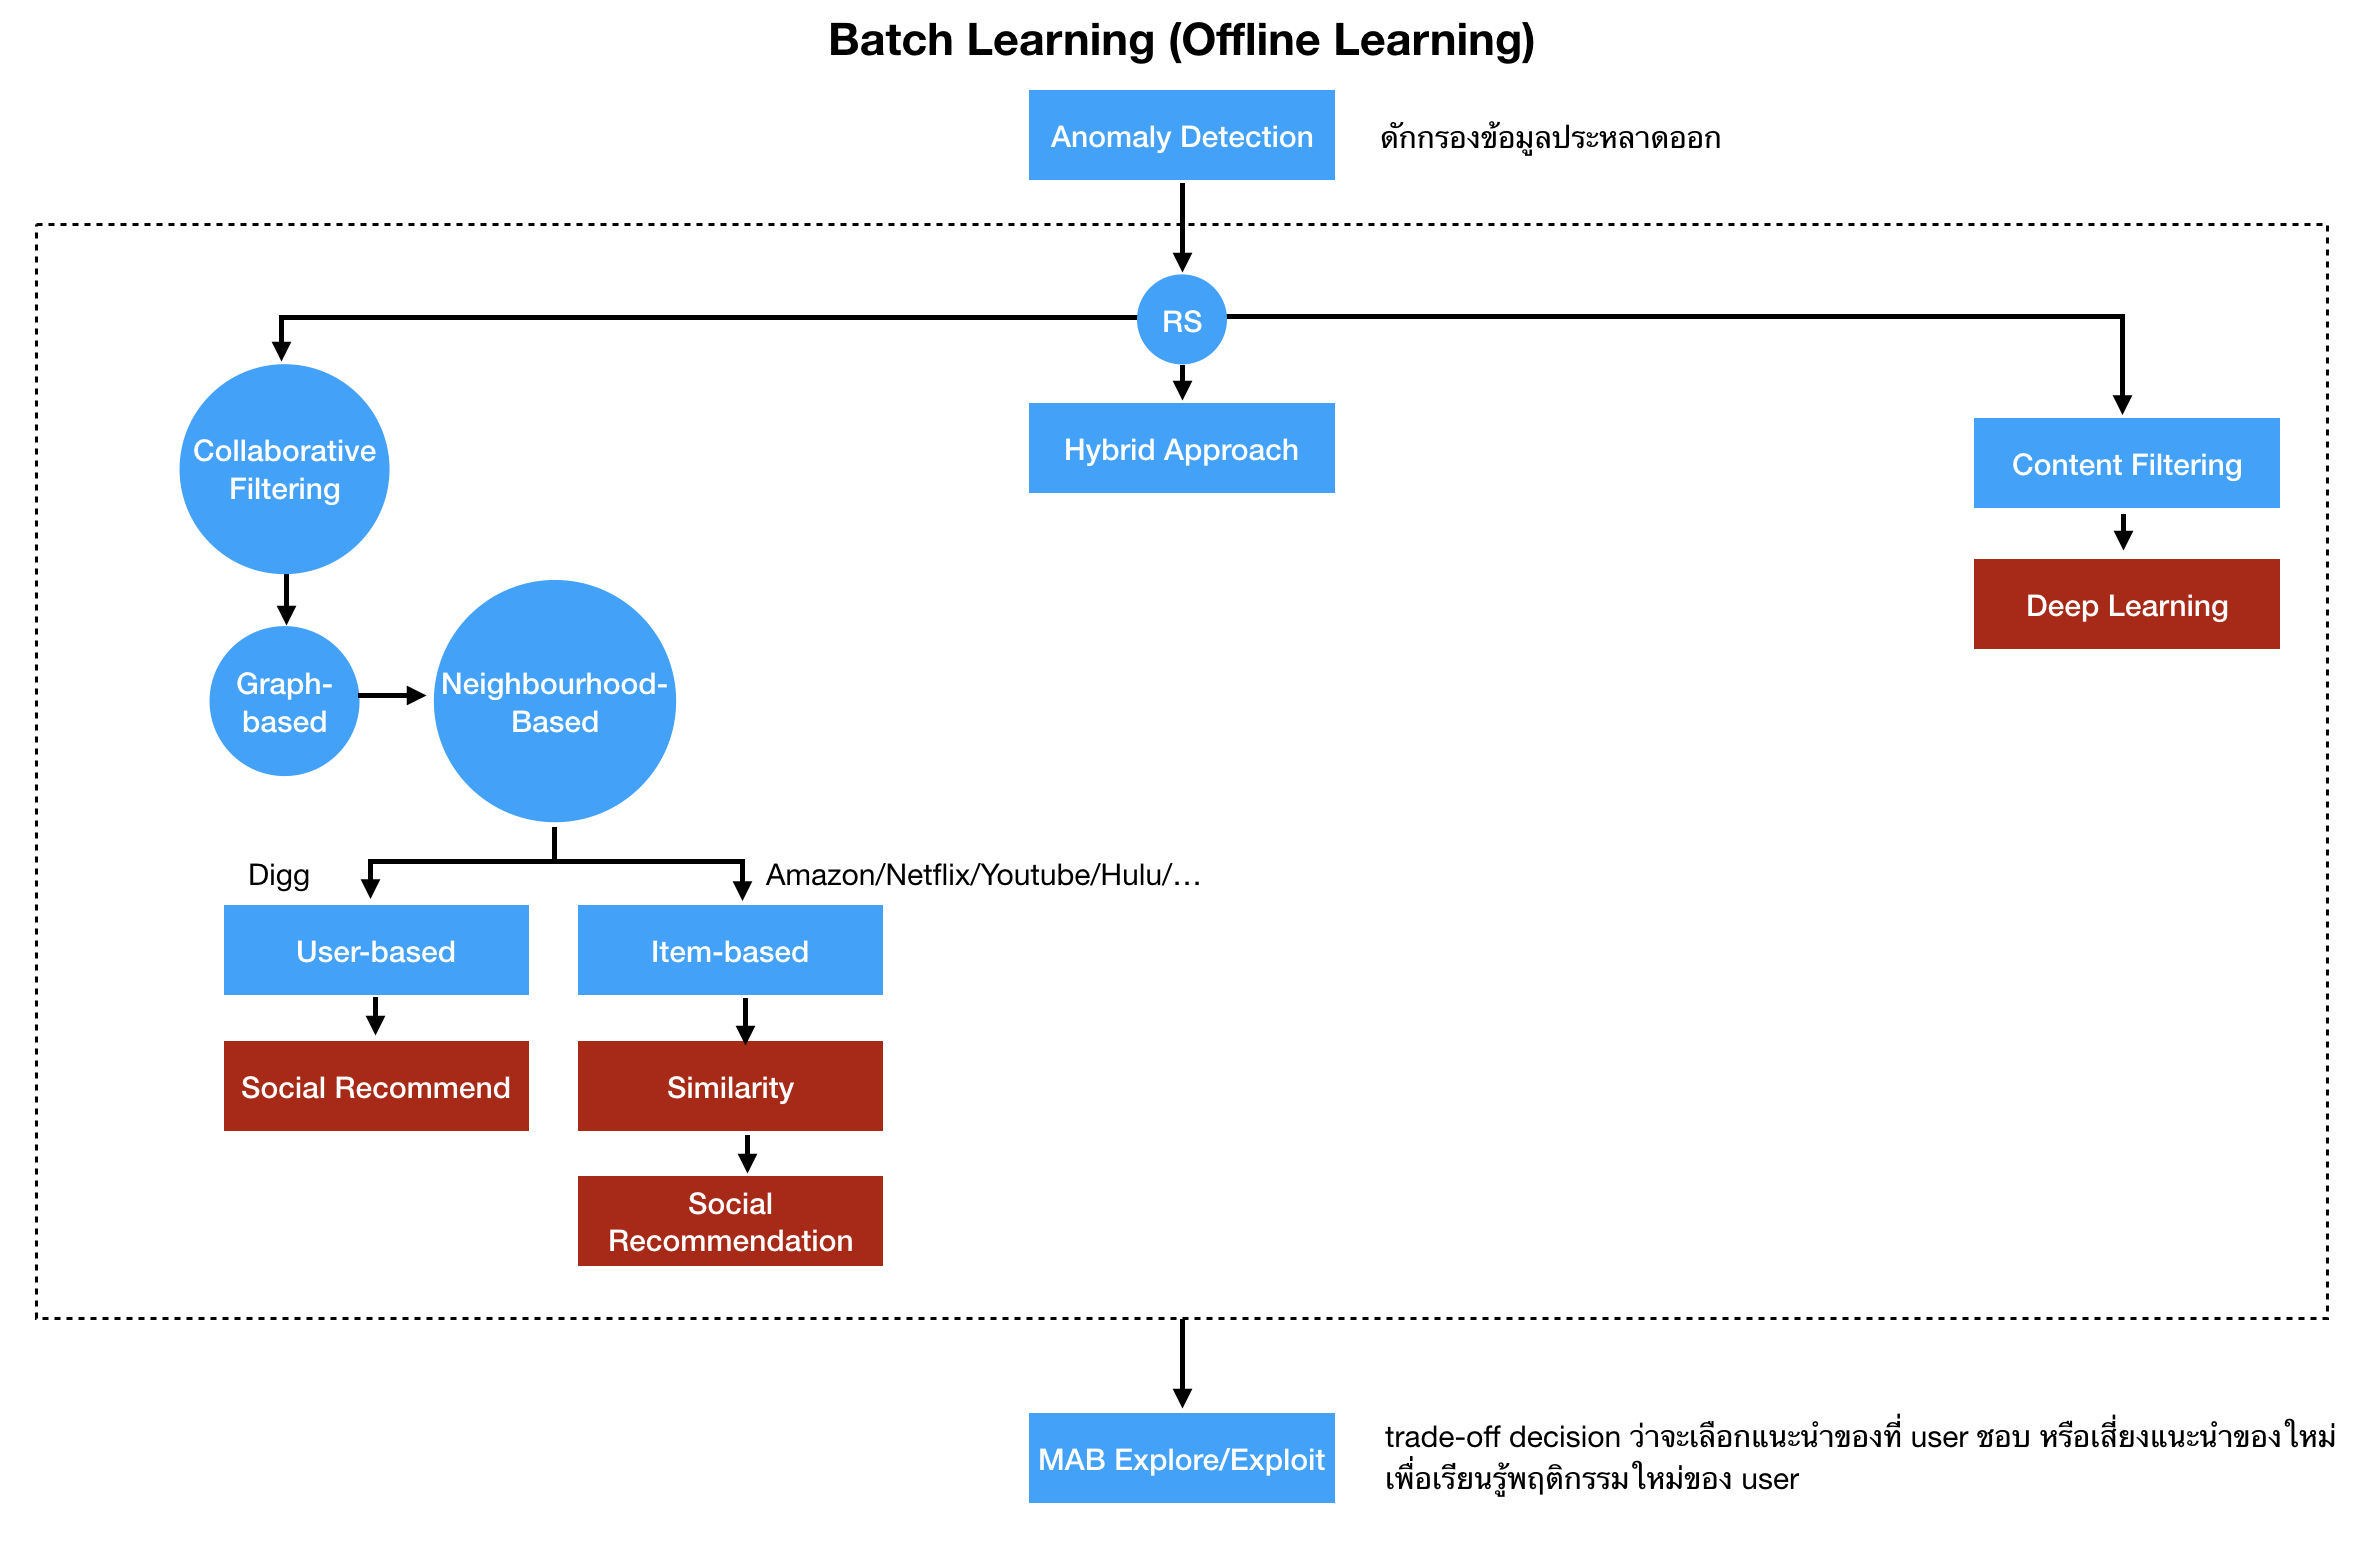 Batch Learning (Offline Learning)
Anomaly Detection
ดักกรองข้อมูลประหลาดออก
RS
Collaborative
Filtering
Hybrid Approach
Content Filtering
Deep Learning
Graph-
based
Neighbourhood-
Based
Digg
Amazon/Netflix/Youtube/Hulu/…
User-based
Item-based
Social Recommend
Similarity
Social
Recommendation
MAB Explore/Exploit
trade-off decision ว่าจะเลือกแนะนำของที่ user ชอบ หรือเสี่ยงแนะนำของใหม่
เพื่อเรียนรู้พฤติกรรมใหม่ของ user